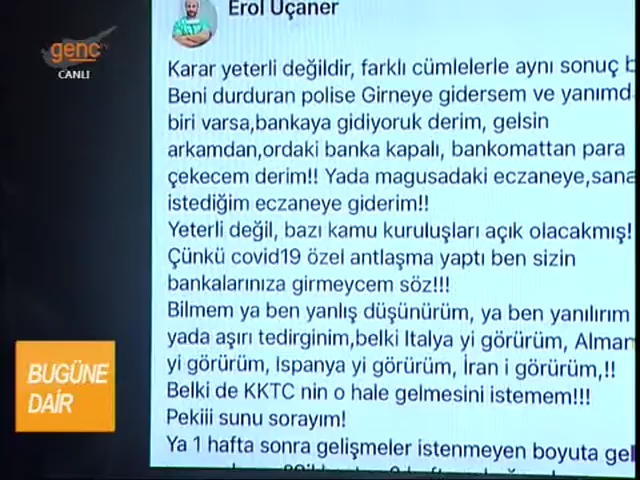 Erol Uçaner
genç
CANLI
Karar yeterli değildir, farklı cümlelerle aynı sonuç
Beni durduran polise Girneye gidersem ve yanımd
biri varsa,bankaya gidiyoruk derim, gelsin
arkamdan,ordaki banka kapalı, bankomattan para
çekecem derim!! Yada magusadaki eczaneye,sana
istediğim eczaneye giderim!!
Yeterli değil, bazı kamu kuruluşları açık olacakmış!
Çünkü covid19 özel antlaşma yaptı ben sizin
bankalarınıza girmeycem söz!!!
Bilmem ya ben yanlış düşünürüm, ya ben yanılırım
yada aşırı tedirginim,belki Italya yi görürüm, Alman
yi görürüm, Ispanya yi görürüm, İran i görürüm,!!
Belki de KKTC nin o hale gelmesini istemem!!!
Pekiii sunu sorayım!
Ya 1 hafta sonra gelişmeler istenmeyen boyuta gel
BUGÜNE
DAİR